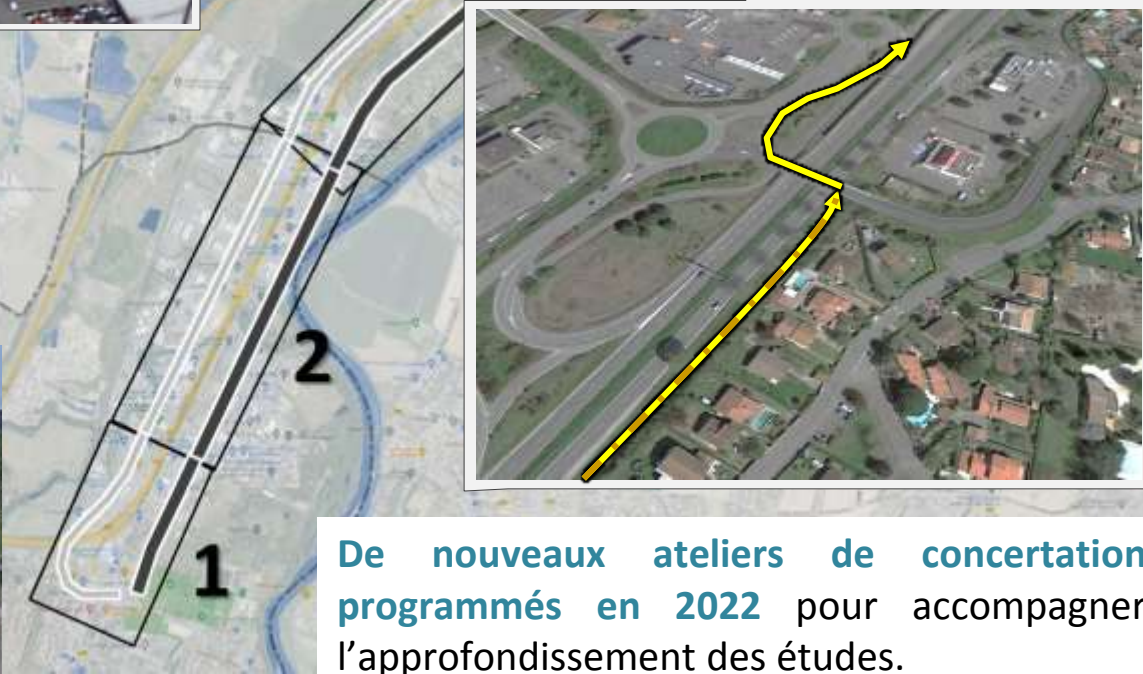 2
1
De nouveaux ateliers de concertation
programmés en 2022 pour accompagner
l'approfondissement des études.